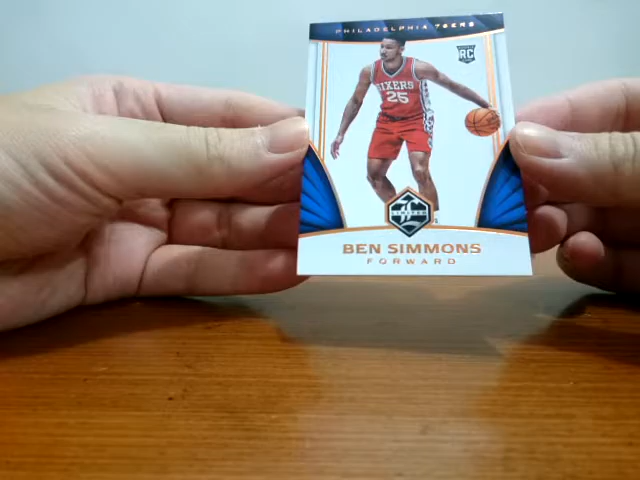 PHILADELPHIA 76ERS
RC
SIXERS
25
LIMITED
BEN SIMMONS
FORWARD